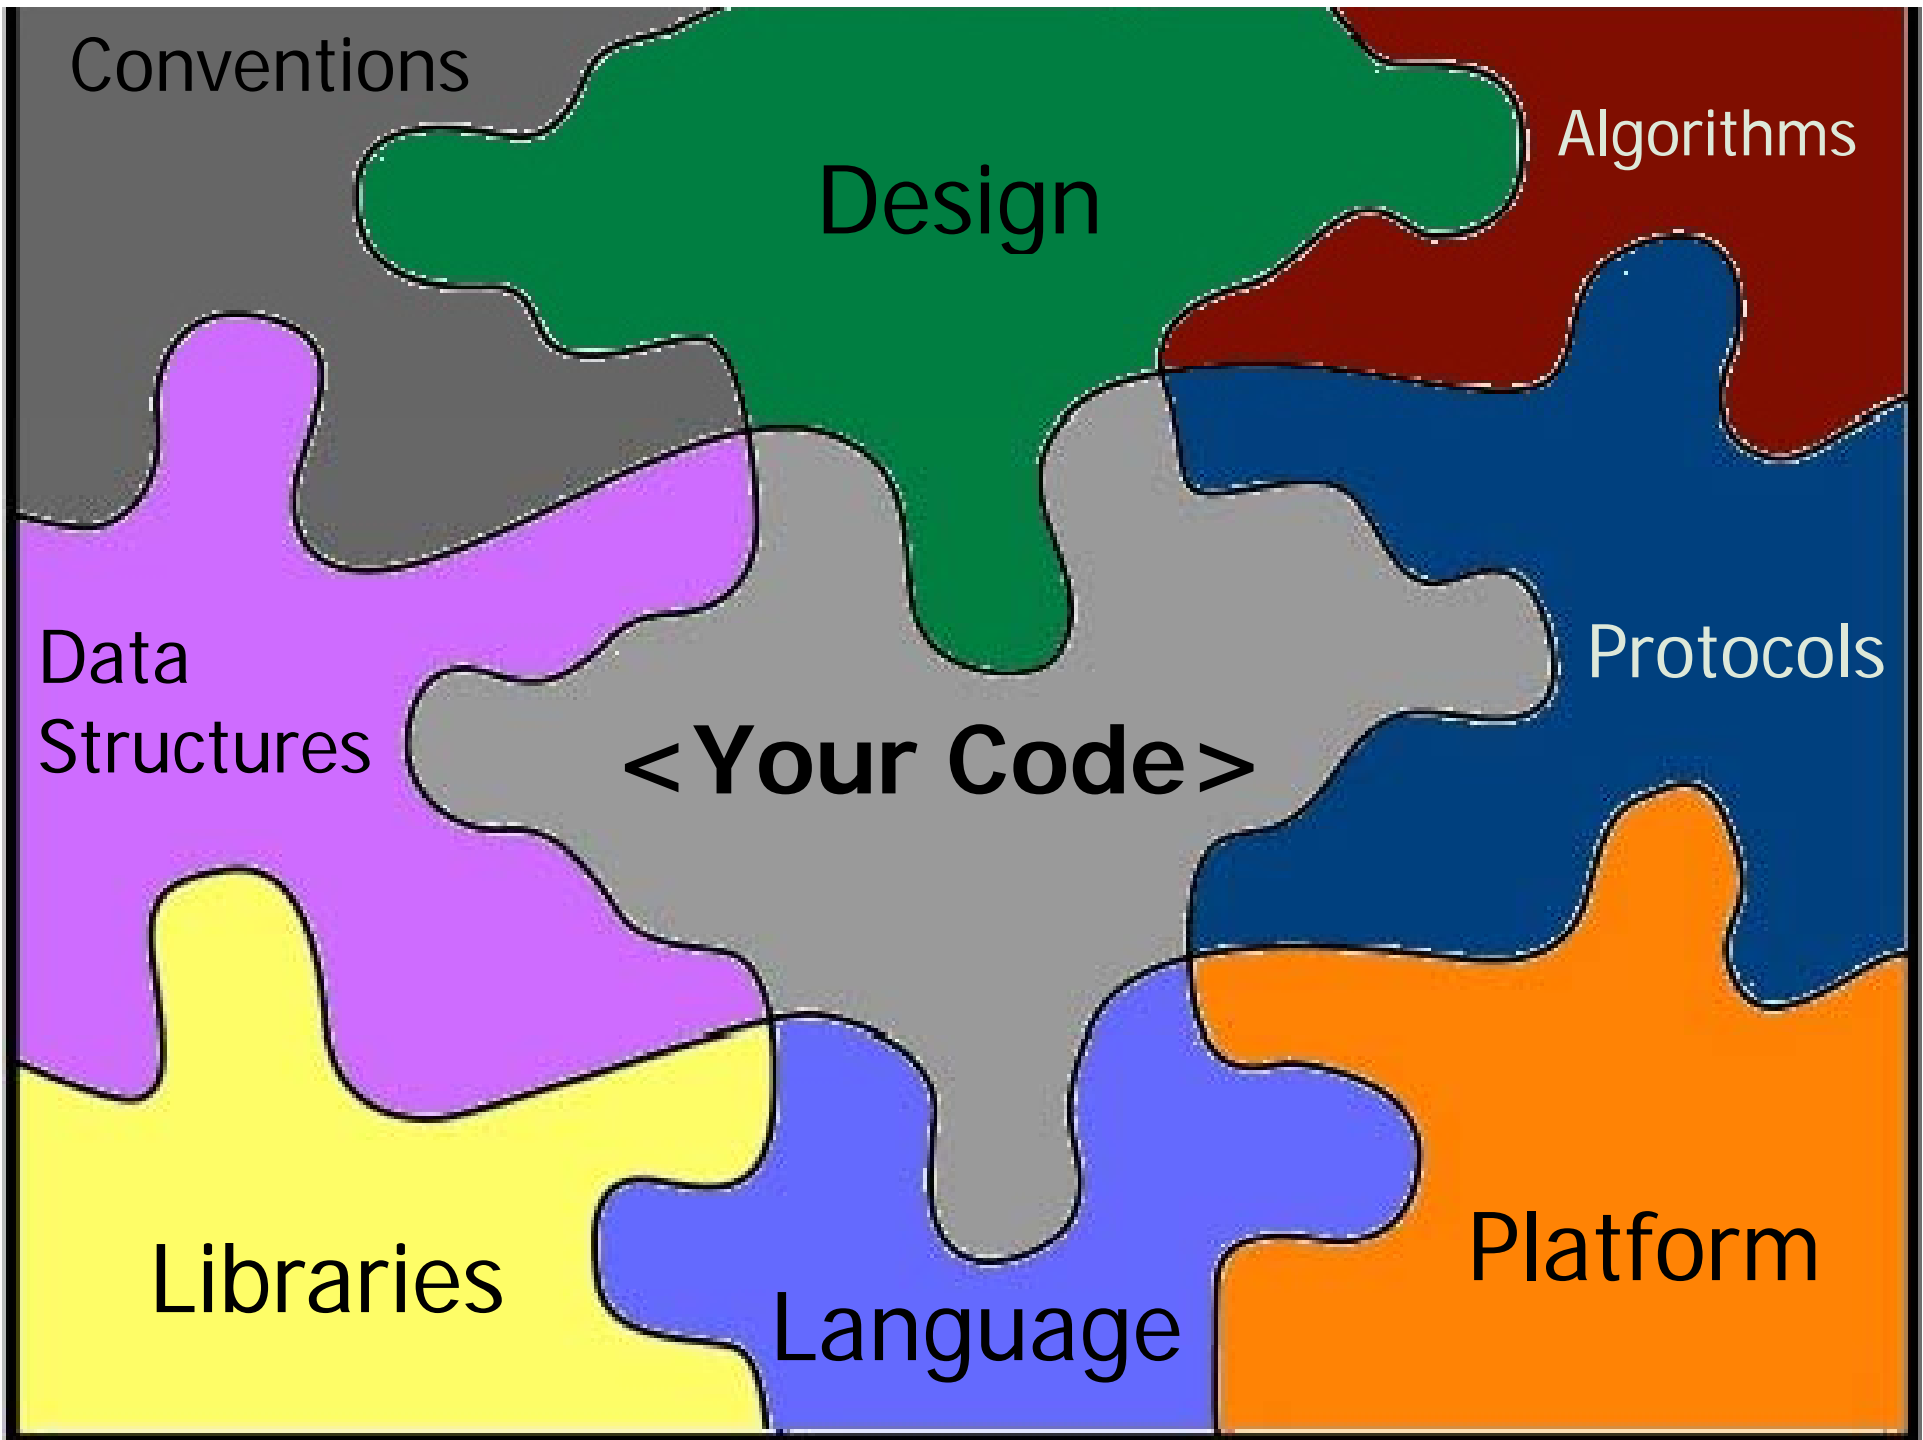 Conventions
Algorithms
Design
Data
Structures
Protocols
<Your Code>
Libraries
Platform
Language